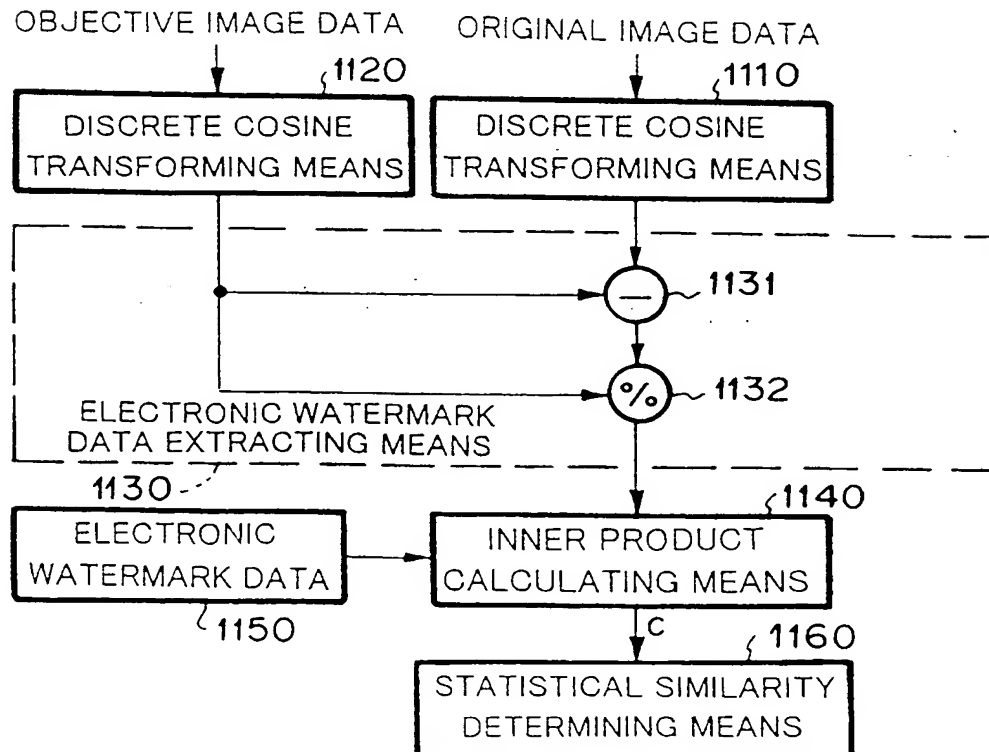 OBJECTIVE IMAGE DATA
ORIGINAL IMAGE DATA
1120
1110
DISCRETE COSINE
TRANSFORMING MEANS
DISCRETE COSINE
TRANSFORMING MEANS
—
1131
%
1132
ELECTRONIC WATERMARK
DATA EXTRACTING MEANS
1130
1140
ELECTRONIC
WATERMARK DATA
INNER PRODUCT
CALCULATING MEANS
1150
C
1160
STATISTICAL SIMILARITY
DETERMINING MEANS